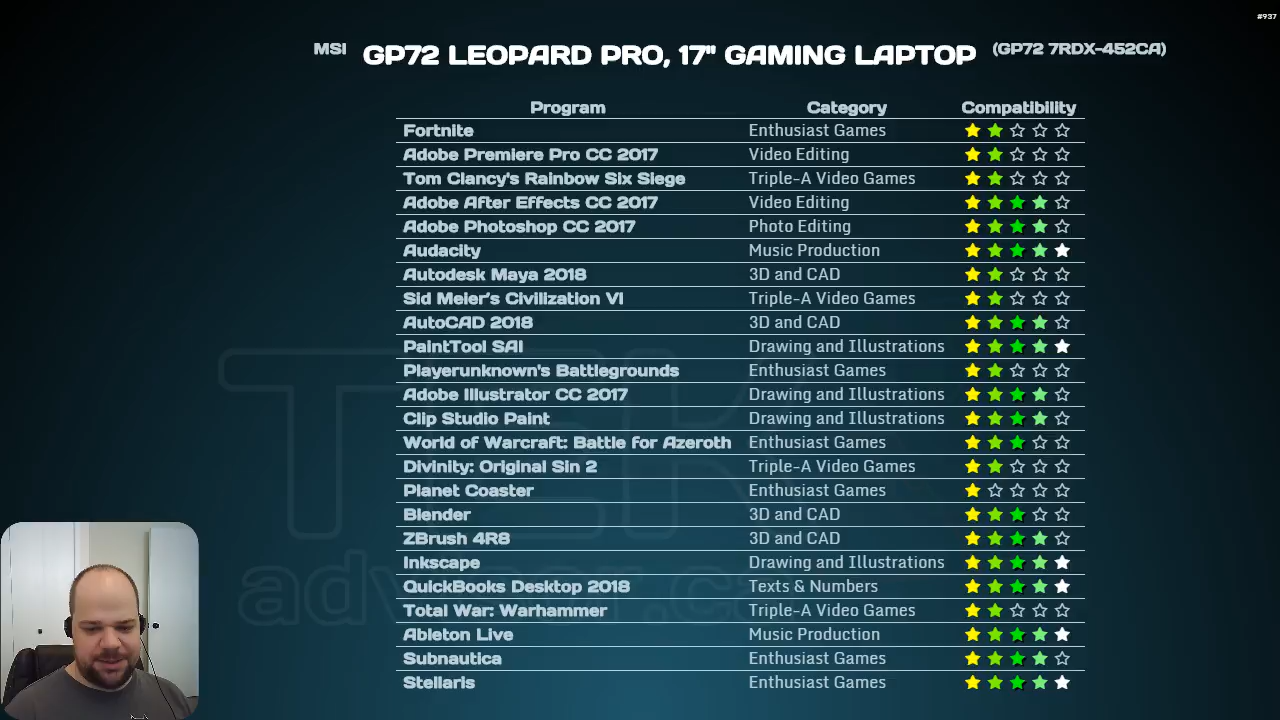 #937
MSI GP72 LEOPARD PRO, 17" GAMING LAPTOP (GP72 7RDX-452CA)
Program Category Compatibility
Fortnite Enthusiast Games
Adobe Premiere Pro CC 2017 Video Editing
Tom Clancy's Rainbow Six Siege Triple-A Video Games
Adobe After Effects CC 2017 Video Editing
Adobe Photoshop CC 2017 Photo Editing
Audacity Music Production
Autodesk Maya 2018 3D and CAD
Sid Meier's Civilization VI Triple-A Video Games
AutoCAD 2018 3D and CAD
PaintTool SAI Drawing and Illustrations
Playerunknown's Battlegrounds Enthusiast Games
Adobe Illustrator CC 2017 Drawing and Illustrations
Clip Studio Paint Drawing and Illustrations
World of Warcraft: Battle for Azeroth Enthusiast Games
Divinity: Original Sin 2 Triple-A Video Games
Planet Coaster Enthusiast Games
Blender 3D and CAD
ZBrush 4R8 3D and CAD
Inkscape Drawing and Illustrations
QuickBooks Desktop 2018 Texts & Numbers
Total War: Warhammer Triple-A Video Games
Ableton Live Music Production
Subnautica Enthusiast Games
Stellaris Enthusiast Games